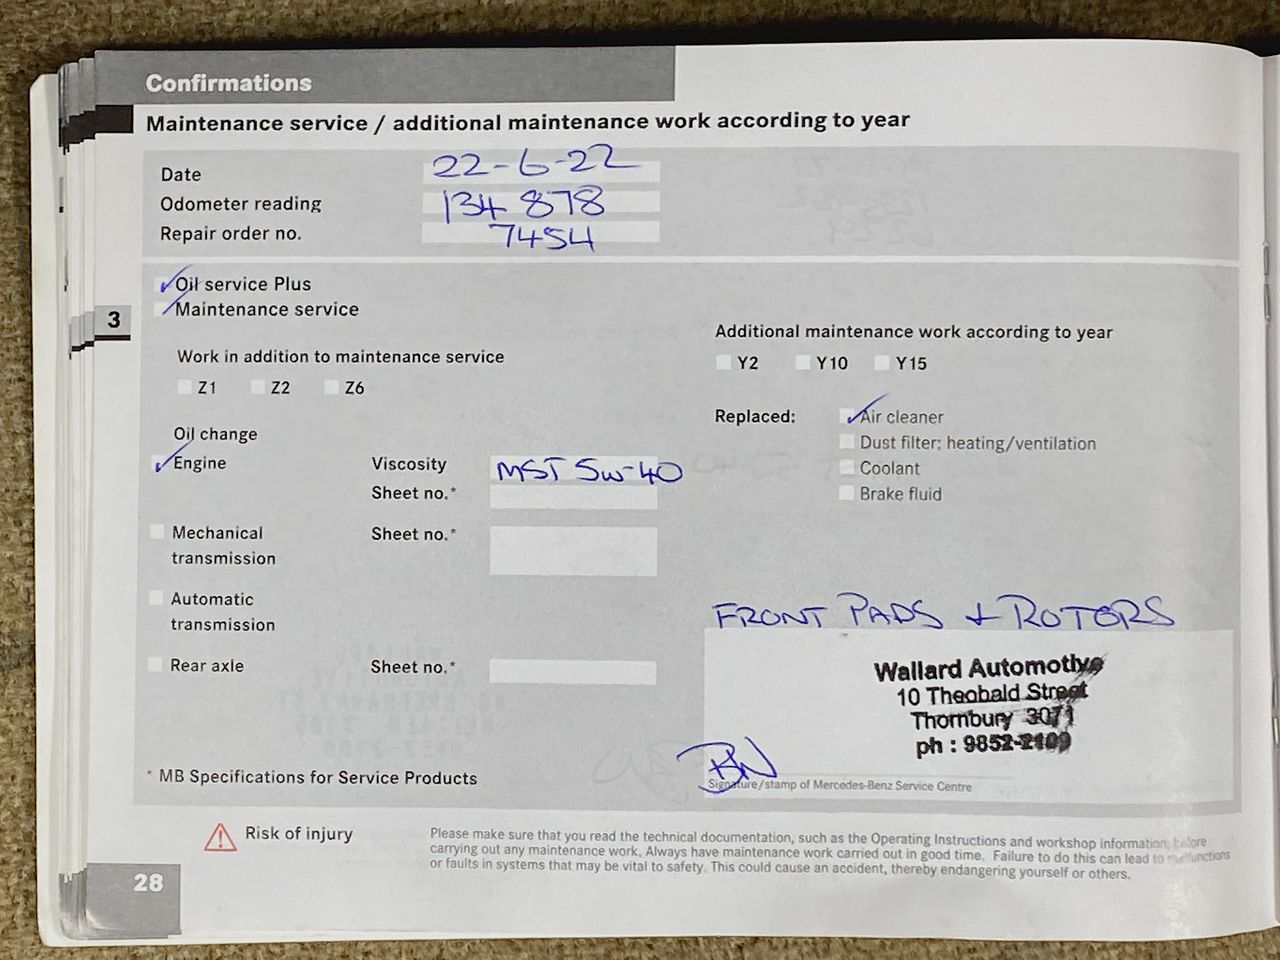 Confirmations
Maintenance service / additional maintenance work according to year
Date 22-6-22
Odometer reading 134 878
Repair order no. 7454
Oil service Plus
Maintenance service
3
Additional maintenance work according to year
Work in addition to maintenance service
Y2 Y10 Y15
Z1 Z2 Z6
Replaced: Air cleaner
Oil change
Dust filter; heating/ventilation
Engine Viscosity MST 5w-40
Coolant
Sheet no.*
Brake fluid
Mechanical Sheet no.*
transmission
Automatic
transmission
FRONT PADS + ROTORS
Rear axle Sheet no.*
Wallard Automotive
10 Theobald Street
Thornbury 3071
ph : 9852-2109
BN
* MB Specifications for Service Products
Signature/stamp of Mercedes-Benz Service Centre
Risk of injury
Please make sure that you read the technical documentation, such as the Operating Instructions and workshop information, before
carrying out any maintenance work. Always have maintenance work carried out in good time. Failure to do this can lead to malfunctions
or faults in systems that may be vital to safety. This could cause an accident, thereby endangering yourself or others.
28